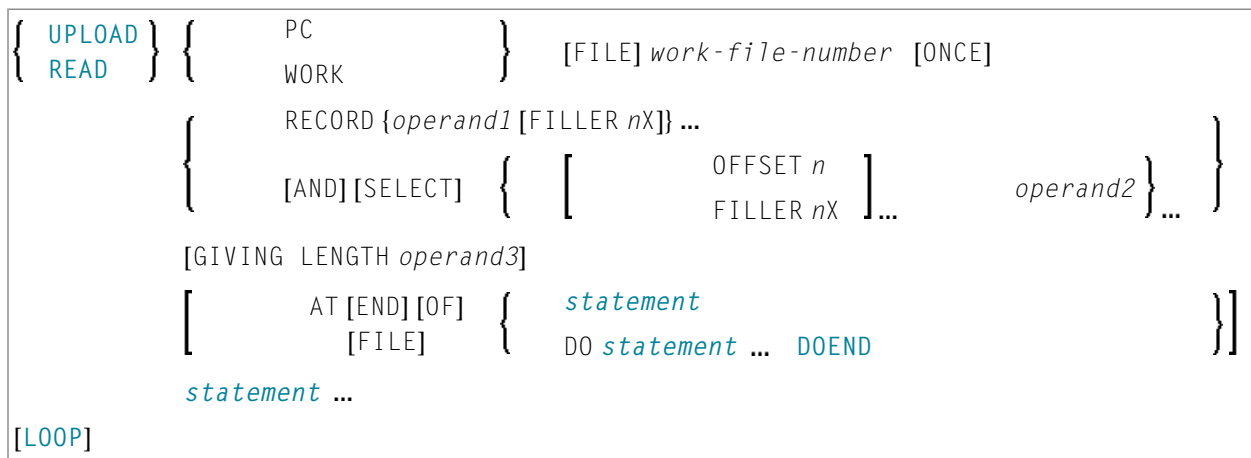 { UPLOAD } { PC } [FILE] work-file-number [ONCE]
{ READ } { WORK }
{ RECORD {operand1 [FILLER nX]} ... }
[AND] [SELECT] { [ OFFSET n ] ... operand2 } ...
FILLER nX
[GIVING LENGTH operand3]
[ AT [END] [OF] { statement } ]
[FILE] DO statement ... DOEND
statement ...
[LOOP]